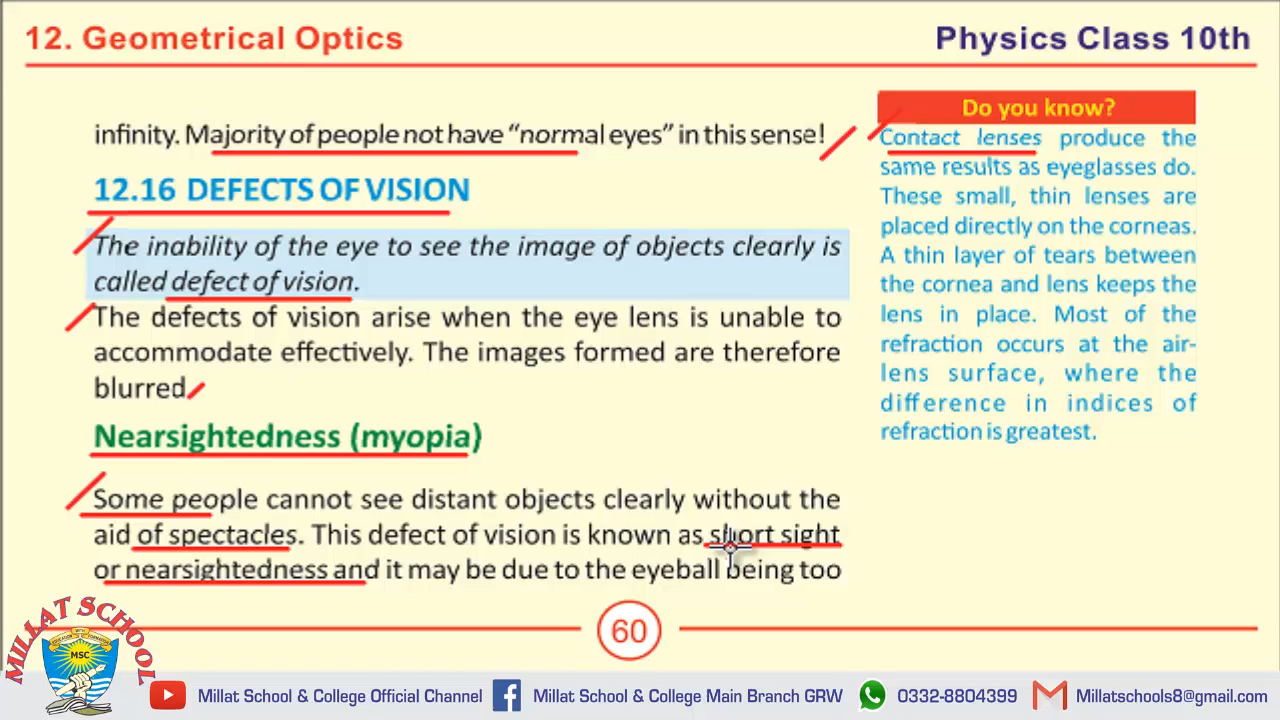 12. Geometrical Optics
Physics Class 10th
infinity. Majority of people not have “normal eyes” in this sense!
12.16 DEFECTS OF VISION
The inability of the eye to see the image of objects clearly is
called defect of vision.
The defects of vision arise when the eye lens is unable to
accommodate effectively. The images formed are therefore
blurred
Nearsightedness (myopia)
Some people cannot see distant objects clearly without the
aid of spectacles. This defect of vision is known as short sight
or nearsightedness and it may be due to the eyeball being too
Do you know?
Contact lenses produce the
same results as eyeglasses do.
These small, thin lenses are
placed directly on the corneas.
A thin layer of tears between
the cornea and lens keeps the
lens in place. Most of the
refraction occurs at the air-
lens surface, where the
difference in indices of
refraction is greatest.
60
MILLAT SCHOOL
MSC
Millat School & College Official Channel
Millat School & College Main Branch GRW
0332-8804399
Millatschools8@gmail.com